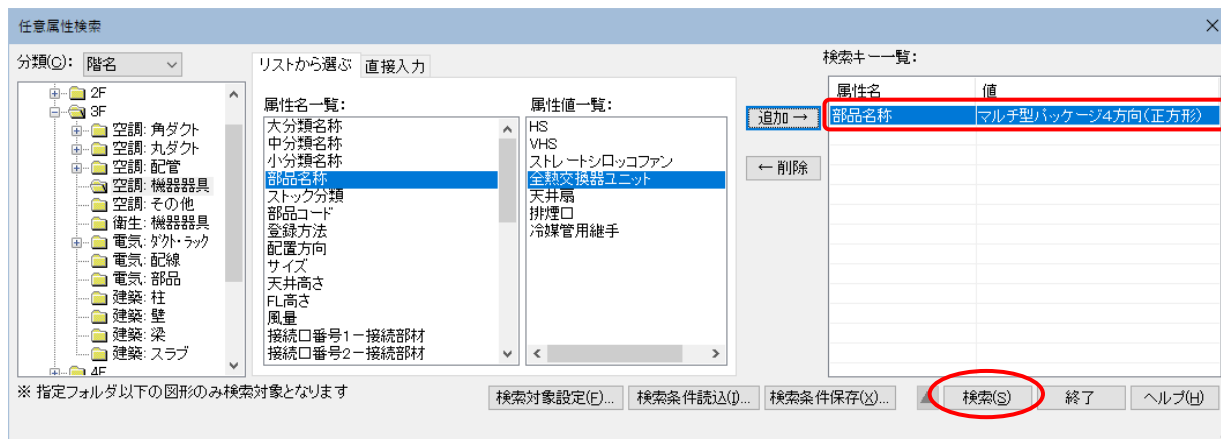 任意属性検索
分類(C): 階名
2F
3F
空調: 角ダクト
空調: 丸ダクト
空調: 配管
空調: 機器器具
空調: その他
衛生: 機器器具
電気: ダクト・ラック
電気: 配線
電気: 部品
建築: 柱
建築: 壁
建築: 梁
建築: スラブ
4F
※ 指定フォルダ以下の図形のみ検索対象となります
リストから選ぶ 直接入力
属性名一覧:
大分類名称
中分類名称
小分類名称
部品名称
ストック分類
部品コード
登録方法
配置方向
サイズ
天井高さ
FL高さ
風量
接続口番号1-接続部材
接続口番号2-接続部材
属性値一覧:
HS
VHS
ストレートシロッコファン
全熱交換器ユニット
天井扇
排煙口
冷媒管用継手
追加→
←削除
検索キー一覧:
属性名 値
部品名称 マルチ型パッケージ4方向(正方形)
検索対象設定(F)... 検索条件読込(I)... 検索条件保存(X)... ▲ 検索(S) 終了 ヘルプ(H)